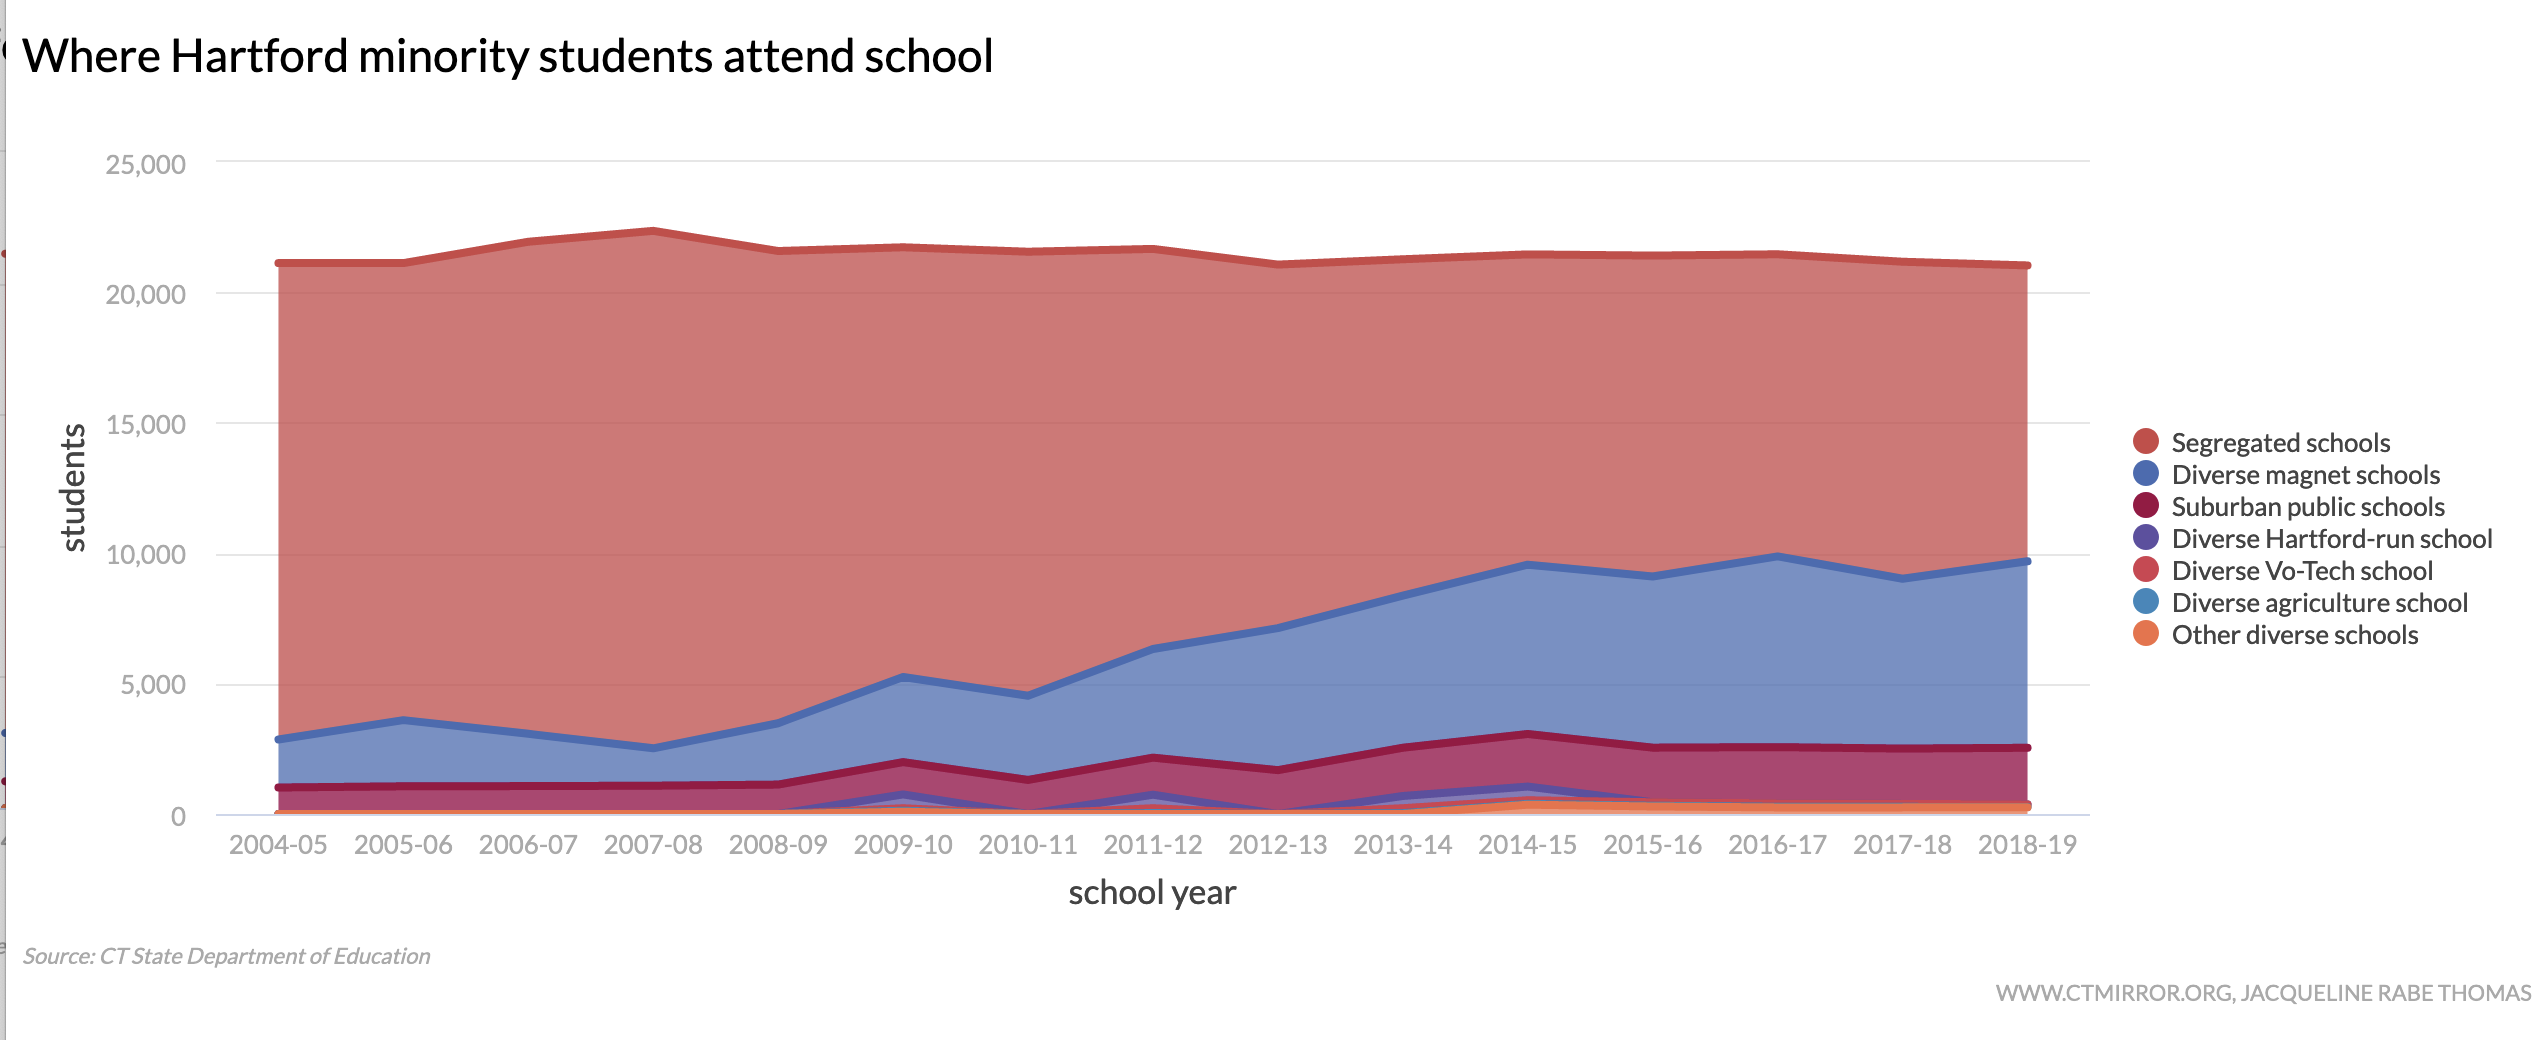 Where Hartford minority students attend school
25,000
20,000
15,000
10,000
5,000
0
students
2004-05 2005-06 2006-07 2007-08 2008-09 2009-10 2010-11 2011-12 2012-13 2013-14 2014-15 2015-16 2016-17 2017-18 2018-19
school year
Segregated schools
Diverse magnet schools
Suburban public schools
Diverse Hartford-run school
Diverse Vo-Tech school
Diverse agriculture school
Other diverse schools
Source: CT State Department of Education
WWW.CTMIRROR.ORG, JACQUELINE RABE THOMAS